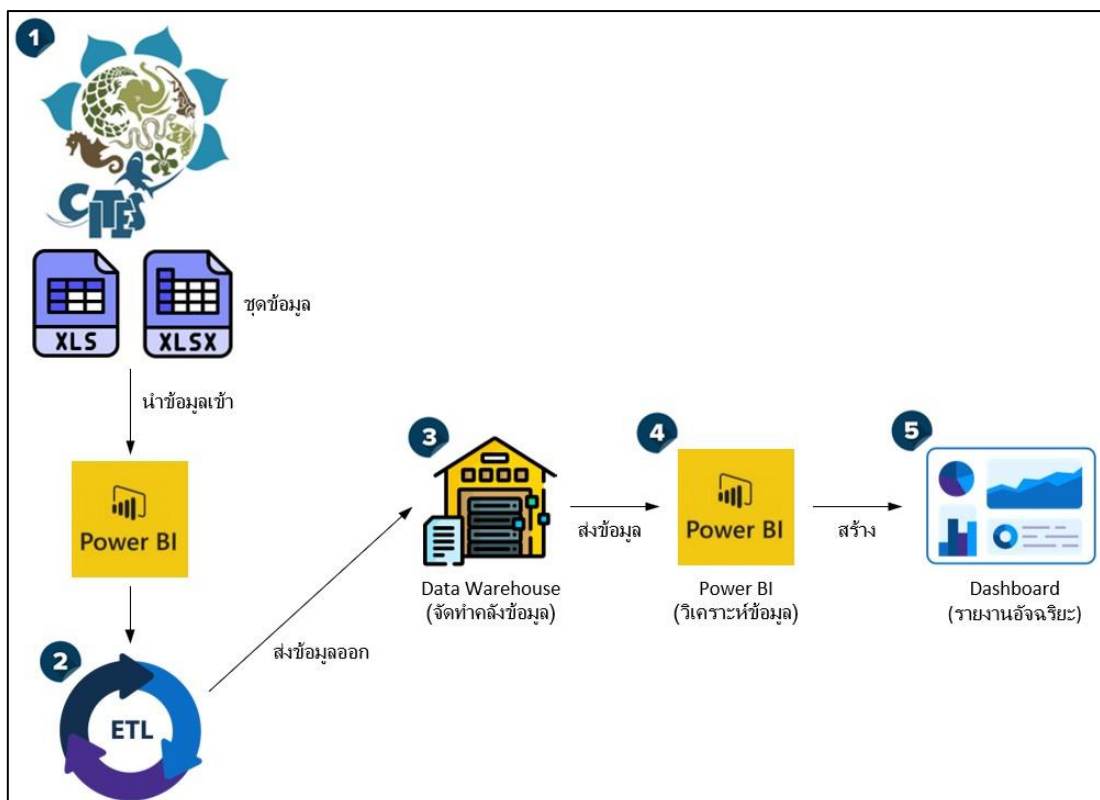 1
CITES
XLS
XLSX
ชุดข้อมูล
นำข้อมูลเข้า
Power BI
2
ETL
ส่งข้อมูลออก
3
Data Warehouse
(จัดทำคลังข้อมูล)
ส่งข้อมูล
4
Power BI
Power BI
(วิเคราะห์ข้อมูล)
สร้าง
5
Dashboard
(รายงานอัจฉริยะ)